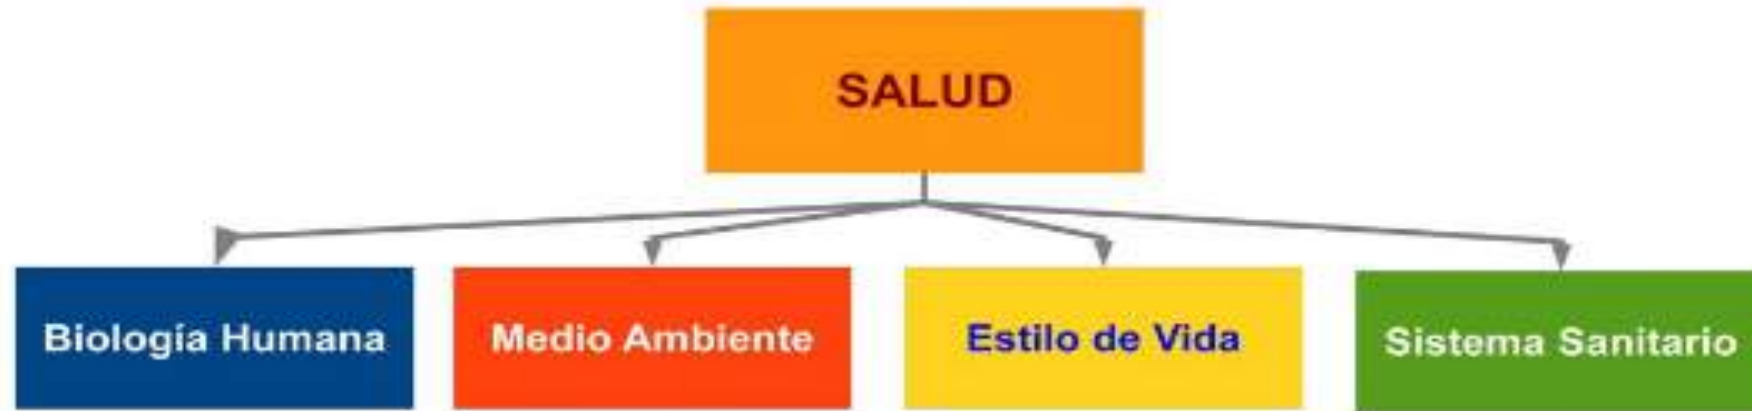 SALUD
Biología Humana
Medio Ambiente
Estilo de Vida
Sistema Sanitario